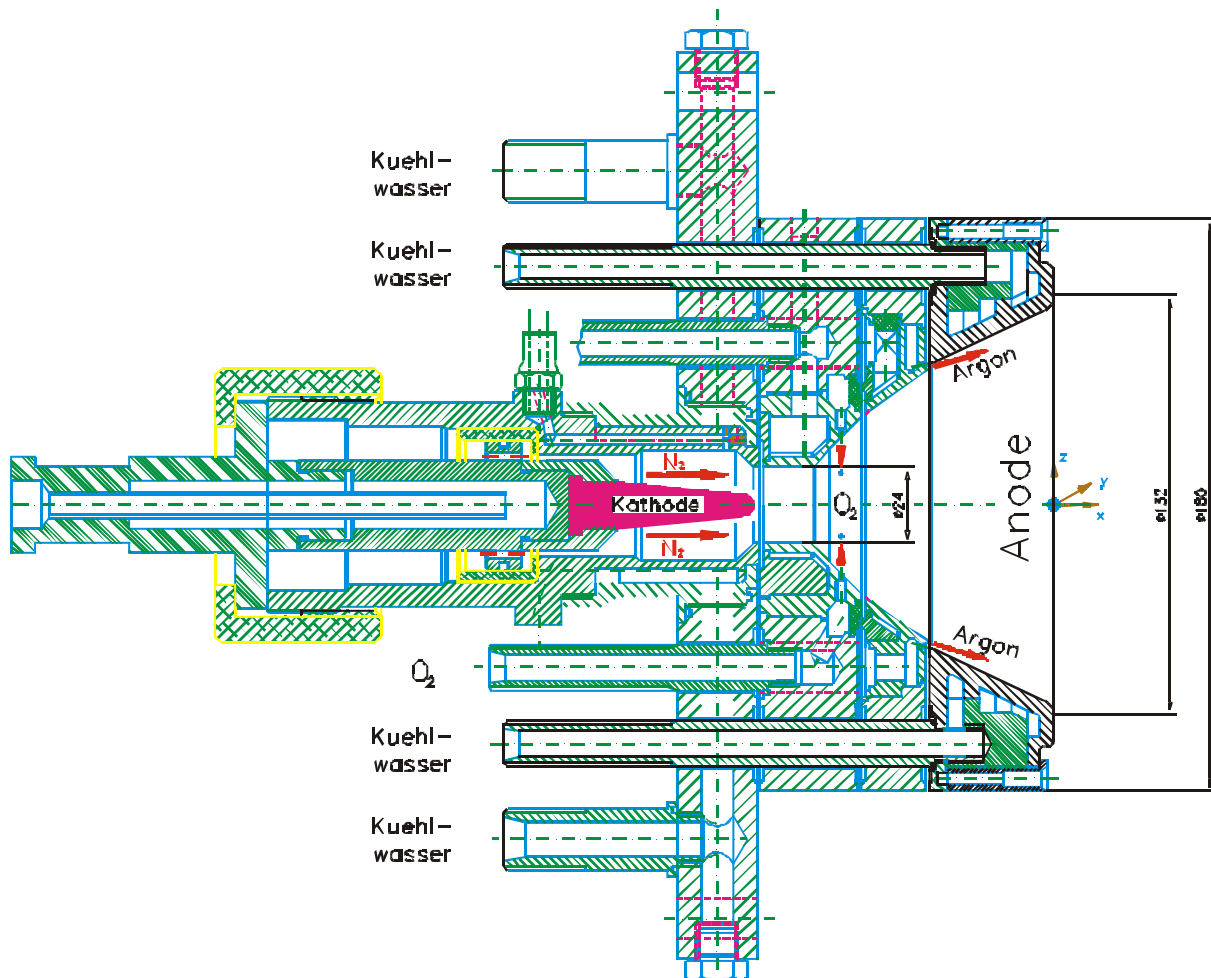 Kuehl-
wasser
Kuehl-
wasser
Argon
N₂
Kathode
O₂
ø24
Anode
z
Y
x
ø132
ø180
N₂
Argon
O₂
Kuehl-
wasser
Kuehl-
wasser